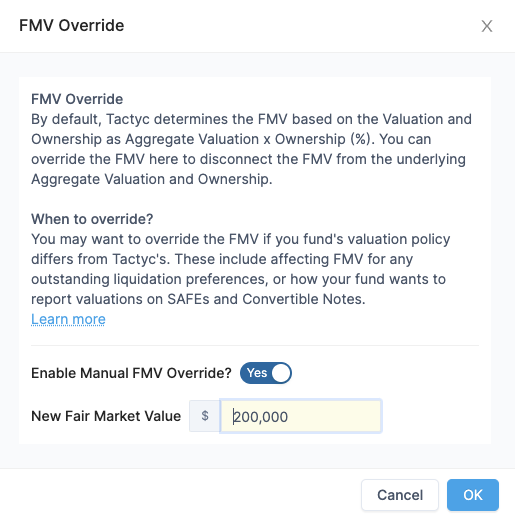 FMV Override
X
FMV Override
By default, Tactyc determines the FMV based on the Valuation and
Ownership as Aggregate Valuation x Ownership (%). You can
override the FMV here to disconnect the FMV from the underlying
Aggregate Valuation and Ownership.
When to override?
You may want to override the FMV if you fund's valuation policy
differs from Tactyc's. These include affecting FMV for any
outstanding liquidation preferences, or how your fund wants to
report valuations on SAFEs and Convertible Notes.
Learn more
Enable Manual FMV Override? Yes
New Fair Market Value $ 200,000
Cancel OK